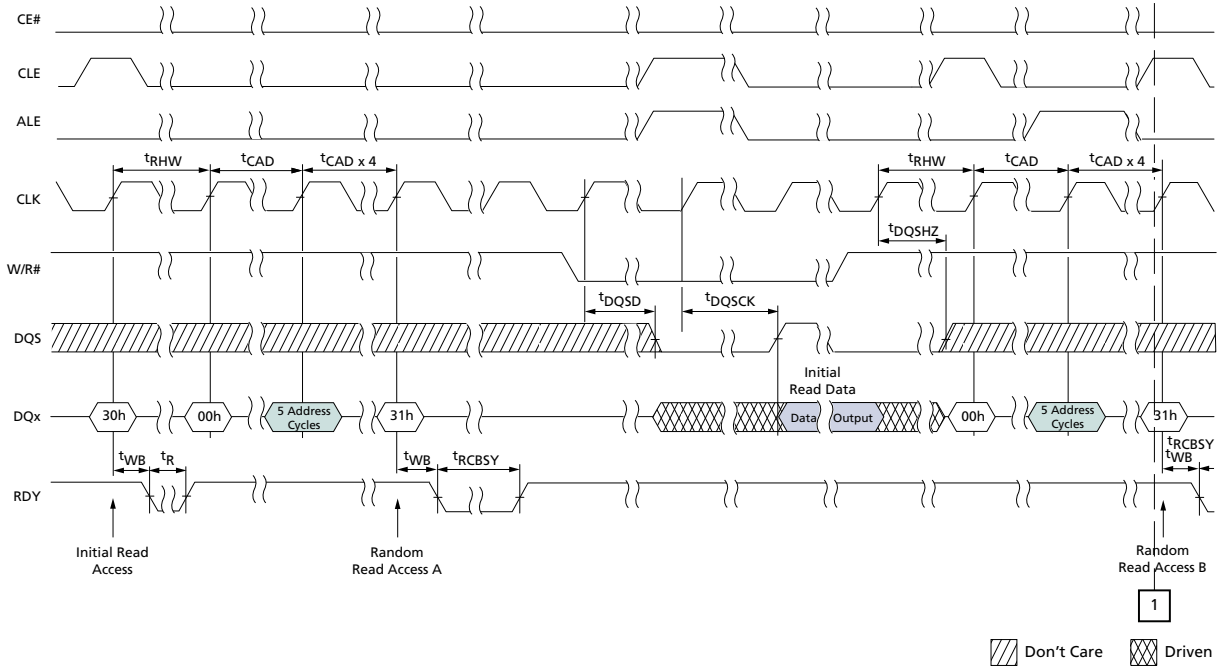 CE#
CLE
ALE
tRHW tCAD tCAD x 4 tRHW tCAD tCAD x 4
CLK
tDQSHZ
W/R#
tDQSD tDQSCK
DQS
Initial
Read Data
DQx 30h 00h 5 Address
Cycles 31h Data Output 00h 5 Address
Cycles 31h
tWB tR tWB tRCBSY tRCBSY
tWB
RDY
Initial Read
Access
Random
Read Access A
Random
Read Access B
1
Don't Care Driven